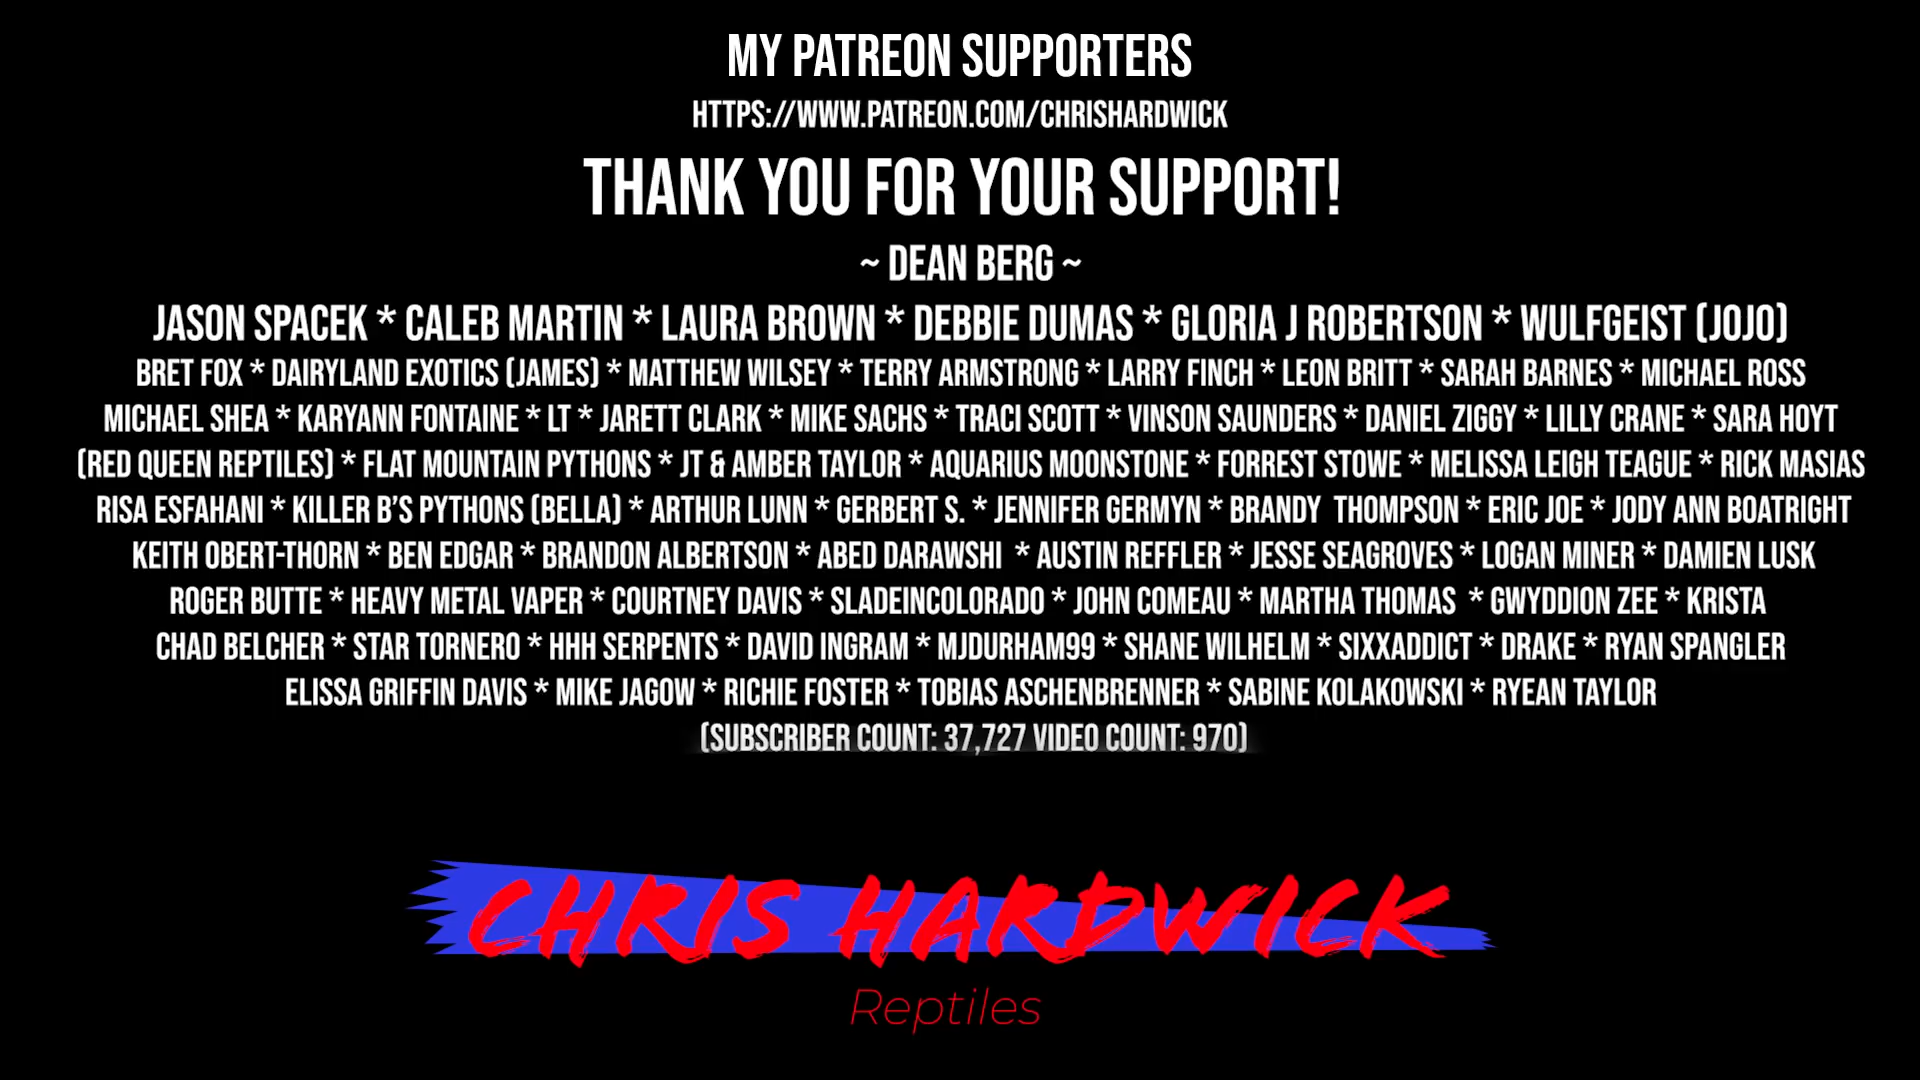 MY PATREON SUPPORTERS
HTTPS://WWW.PATREON.COM/CHRISHARDWICK
THANK YOU FOR YOUR SUPPORT!
~ DEAN BERG ~
JASON SPACEK * CALEB MARTIN * LAURA BROWN * DEBBIE DUMAS * GLORIA J ROBERTSON * WULFGEIST (JOJO)
BRET FOX * DAIRYLAND EXOTICS (JAMES) * MATTHEW WILSEY * TERRY ARMSTRONG * LARRY FINCH * LEON BRITT * SARAH BARNES * MICHAEL ROSS
MICHAEL SHEA * KARYANN FONTAINE * LT * JARETT CLARK * MIKE SACHS * TRACI SCOTT * VINSON SAUNDERS * DANIEL ZIGGY * LILLY CRANE * SARA HOYT
(RED QUEEN REPTILES) * FLAT MOUNTAIN PYTHONS * JT & AMBER TAYLOR * AQUARIUS MOONSTONE * FORREST STOWE * MELISSA LEIGH TEAGUE * RICK MASIAS
RISA ESFAHANI * KILLER B'S PYTHONS (BELLA) * ARTHUR LUNN * GERBERT S. * JENNIFER GERMYN * BRANDY  THOMPSON * ERIC JOE * JODY ANN BOATRIGHT
KEITH OBERT-THORN * BEN EDGAR * BRANDON ALBERTSON * ABED DARAWSHI  * AUSTIN REFFLER * JESSE SEAGROVES * LOGAN MINER * DAMIEN LUSK
ROGER BUTTE * HEAVY METAL VAPER * COURTNEY DAVIS * SLADEINCOLORADO * JOHN COMEAU * MARTHA THOMAS  * GWYDDION ZEE * KRISTA
CHAD BELCHER * STAR TORNERO * HHH SERPENTS * DAVID INGRAM * MJDURHAM99 * SHANE WILHELM * SIXXADDICT * DRAKE * RYAN SPANGLER
ELISSA GRIFFIN DAVIS * MIKE JAGOW * RICHIE FOSTER * TOBIAS ASCHENBRENNER * SABINE KOLAKOWSKI * RYEAN TAYLOR
(SUBSCRIBER COUNT: 37,727 VIDEO COUNT: 970)
CHRIS HARDWICK
Reptiles